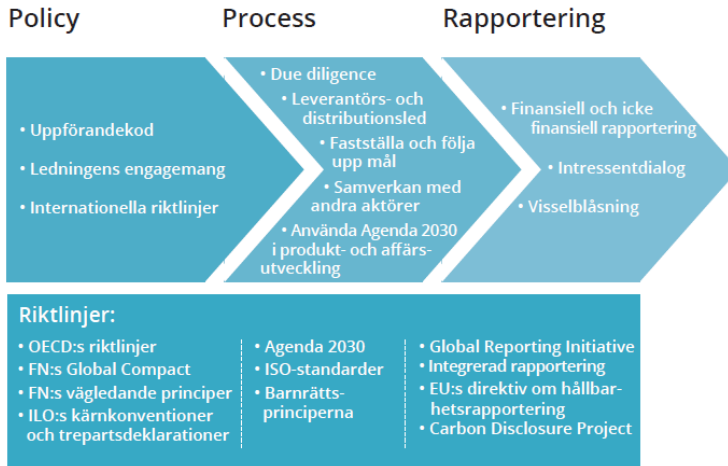 Policy
Process
Rapportering
• Uppförandekod
• Ledningens engagemang
• Internationella riktlinjer
• Due diligence
• Leverantörs- och
distributionsled
• Fastställa och följa
upp mål
• Samverkan med
andra aktörer
• Använda Agenda 2030
i produkt- och affärs-
utveckling
• Finansiell och icke
finansiell rapportering
• Intressentdialog
• Visselblåsning
Riktlinjer:
• OECD:s riktlinjer
• FN:s Global Compact
• FN:s vägledande principer
• ILO:s kärnkonventioner
och trepartsdeklarationer
• Agenda 2030
• ISO-standarder
• Barnrätts-
principerna
• Global Reporting Initiative
• Integrerad rapportering
• EU:s direktiv om hållbar-
hetsrapportering
• Carbon Disclosure Project